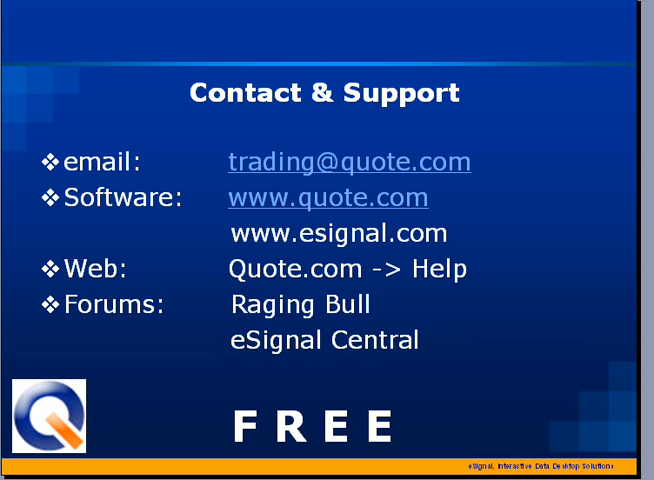 Contact & Support
❖ email: trading@quote.com
❖ Software: www.quote.com
www.esignal.com
❖ Web: Quote.com -> Help
❖ Forums: Raging Bull
eSignal Central
F R E E
eSignal, Interactive Data Desktop Solutions